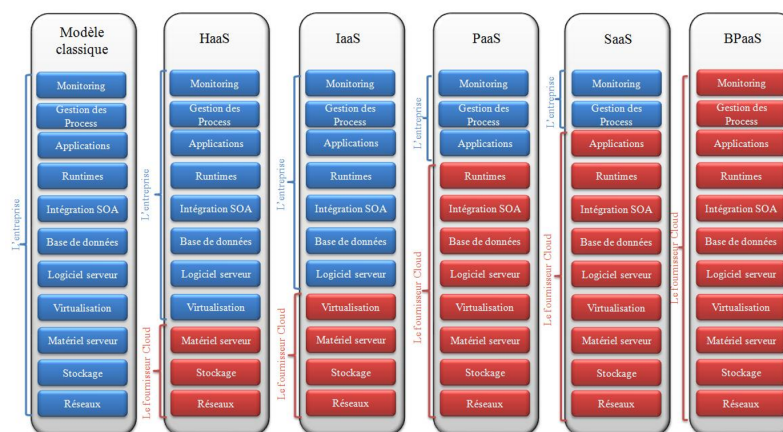 Modèle
classique
L'entreprise
Monitoring
Gestion des
Process
Applications
Runtimes
Intégration SOA
Base de données
Logiciel serveur
Virtualisation
Matériel serveur
Stockage
Réseaux
HaaS
L'entreprise
Le fournisseur Cloud
Monitoring
Gestion des
Process
Applications
Runtimes
Intégration SOA
Base de données
Logiciel serveur
Virtualisation
Matériel serveur
Stockage
Réseaux
IaaS
L'entreprise
Le fournisseur Cloud
Monitoring
Gestion des
Process
Applications
Runtimes
Intégration SOA
Base de données
Logiciel serveur
Virtualisation
Matériel serveur
Stockage
Réseaux
PaaS
L'entreprise
Le fournisseur Cloud
Monitoring
Gestion des
Process
Applications
Runtimes
Intégration SOA
Base de données
Logiciel serveur
Virtualisation
Matériel serveur
Stockage
Réseaux
SaaS
L'entreprise
Le fournisseur Cloud
Monitoring
Gestion des
Process
Applications
Runtimes
Intégration SOA
Base de données
Logiciel serveur
Virtualisation
Matériel serveur
Stockage
Réseaux
BPaaS
Le fournisseur Cloud
Monitoring
Gestion des
Process
Applications
Runtimes
Intégration SOA
Base de données
Logiciel serveur
Virtualisation
Matériel serveur
Stockage
Réseaux